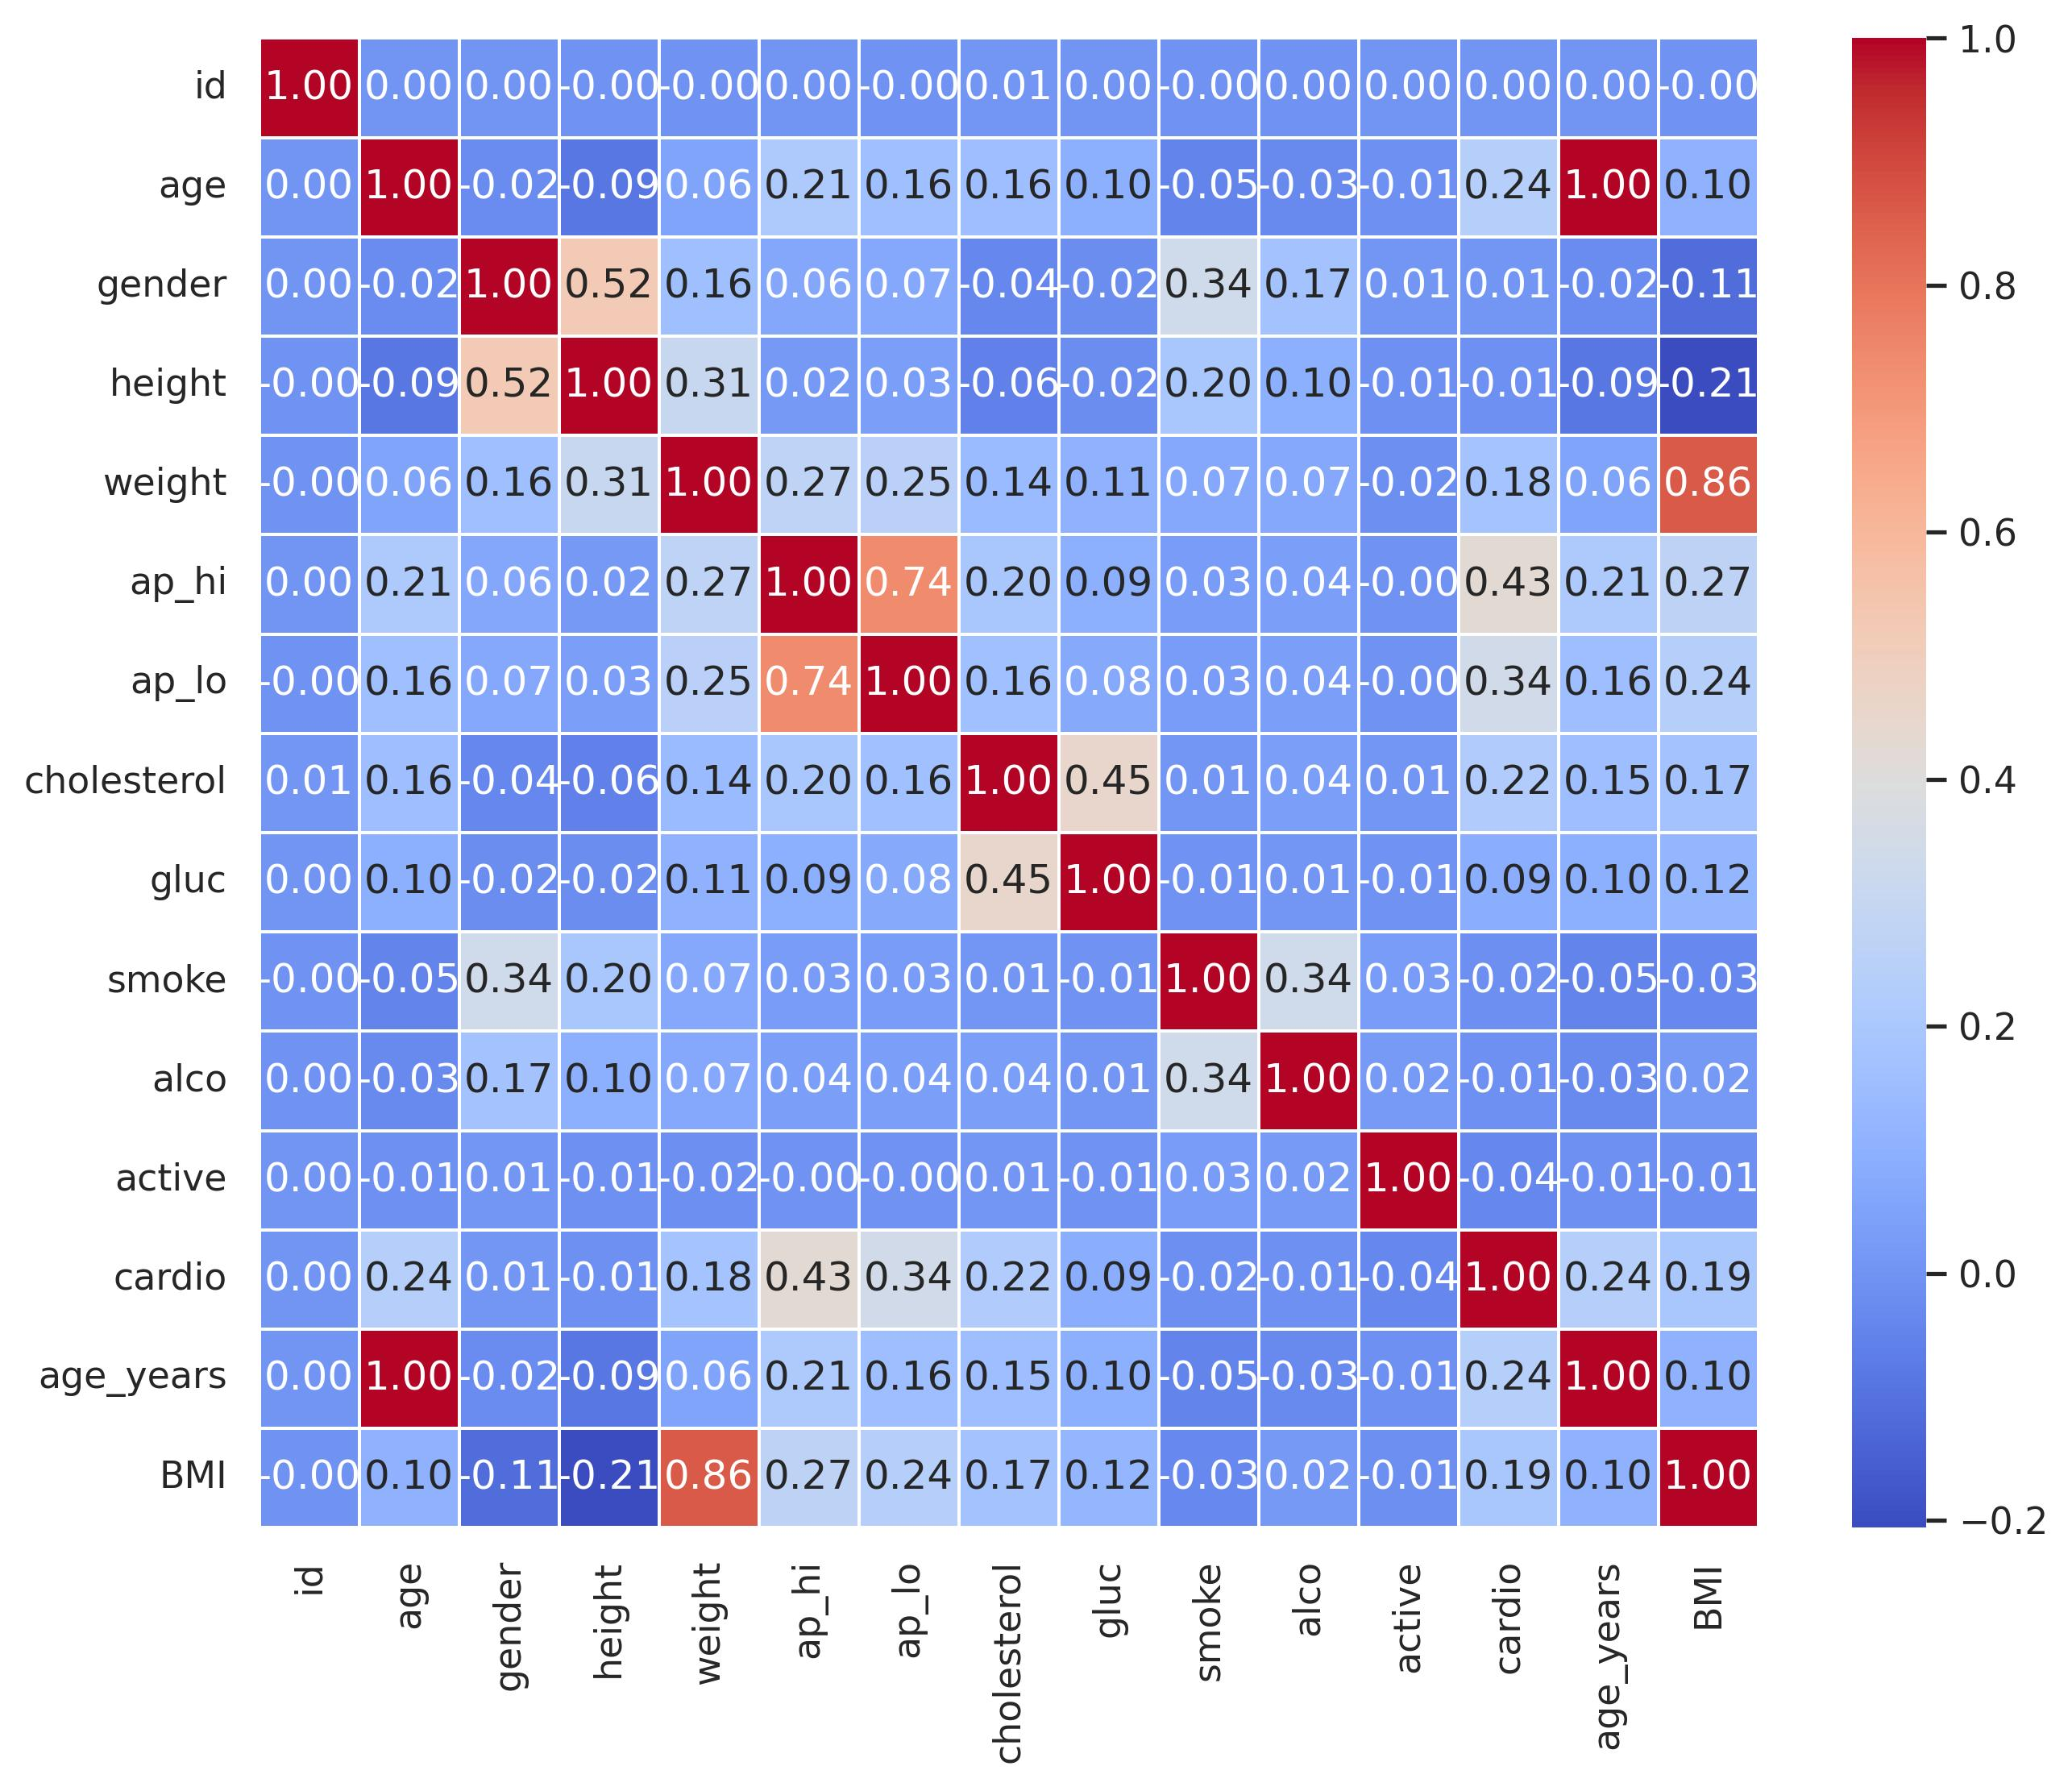 id 1.00 0.00 0.00 -0.00 -0.00 0.00 -0.00 0.01 0.00 -0.00 0.00 0.00 0.00 0.00 -0.00
age 0.00 1.00 -0.02 -0.09 0.06 0.21 0.16 0.16 0.10 -0.05 -0.03 -0.01 0.24 1.00 0.10
gender 0.00 -0.02 1.00 0.52 0.16 0.06 0.07 -0.04 -0.02 0.34 0.17 0.01 0.01 -0.02 -0.11
height -0.00 -0.09 0.52 1.00 0.31 0.02 0.03 -0.06 -0.02 0.20 0.10 -0.01 -0.01 -0.09 -0.21
weight -0.00 0.06 0.16 0.31 1.00 0.27 0.25 0.14 0.11 0.07 0.07 -0.02 0.18 0.06 0.86
ap_hi 0.00 0.21 0.06 0.02 0.27 1.00 0.74 0.20 0.09 0.03 0.04 -0.00 0.43 0.21 0.27
ap_lo -0.00 0.16 0.07 0.03 0.25 0.74 1.00 0.16 0.08 0.03 0.04 -0.00 0.34 0.16 0.24
cholesterol 0.01 0.16 -0.04 -0.06 0.14 0.20 0.16 1.00 0.45 0.01 0.04 0.01 0.22 0.15 0.17
gluc 0.00 0.10 -0.02 -0.02 0.11 0.09 0.08 0.45 1.00 -0.01 0.01 -0.01 0.09 0.10 0.12
smoke -0.00 -0.05 0.34 0.20 0.07 0.03 0.03 0.01 -0.01 1.00 0.34 0.03 -0.02 -0.05 -0.03
alco 0.00 -0.03 0.17 0.10 0.07 0.04 0.04 0.04 0.01 0.34 1.00 0.02 -0.01 -0.03 0.02
active 0.00 -0.01 0.01 -0.01 -0.02 -0.00 -0.00 0.01 -0.01 0.03 0.02 1.00 -0.04 -0.01 -0.01
cardio 0.00 0.24 0.01 -0.01 0.18 0.43 0.34 0.22 0.09 -0.02 -0.01 -0.04 1.00 0.24 0.19
age_years 0.00 1.00 -0.02 -0.09 0.06 0.21 0.16 0.15 0.10 -0.05 -0.03 -0.01 0.24 1.00 0.10
BMI -0.00 0.10 -0.11 -0.21 0.86 0.27 0.24 0.17 0.12 -0.03 0.02 -0.01 0.19 0.10 1.00
id age gender height weight ap_hi ap_lo cholesterol gluc smoke alco active cardio age_years BMI
1.0
0.8
0.6
0.4
0.2
0.0
−0.2